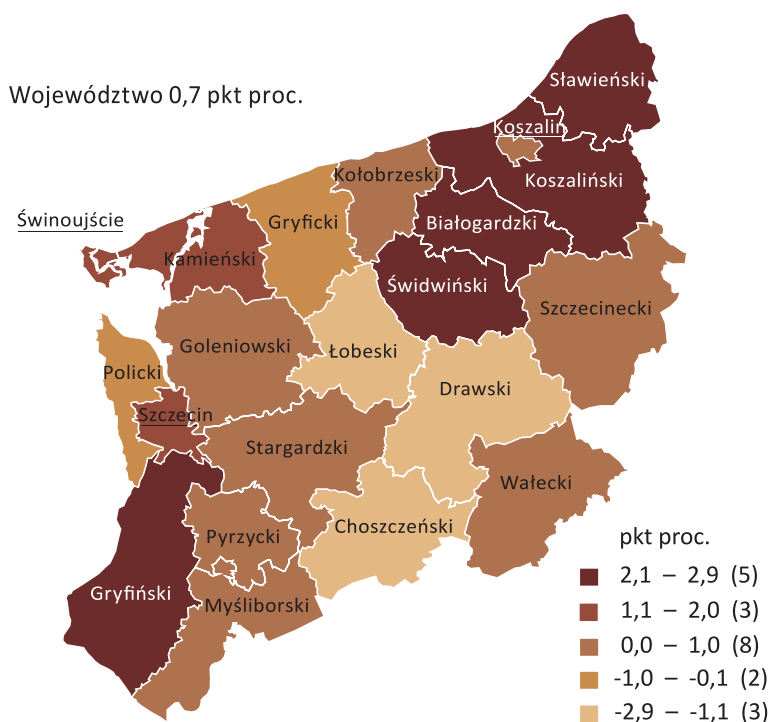 Sławieński
Województwo 0,7 pkt proc.
Koszalin
Kołobrzeski
Koszaliński
Świnoujście
Gryficki
Białogardzki
Kamieński
Świdwiński
Szczecinecki
Goleniowski
Łobeski
Policki
Drawski
Szczecin
Stargardzki
Wałecki
Choszczeński
Pyrzycki
Gryfiński
Myśliborski
pkt proc.
2,1 – 2,9 (5)
1,1 – 2,0 (3)
0,0 – 1,0 (8)
-1,0 – -0,1 (2)
-2,9 – -1,1 (3)